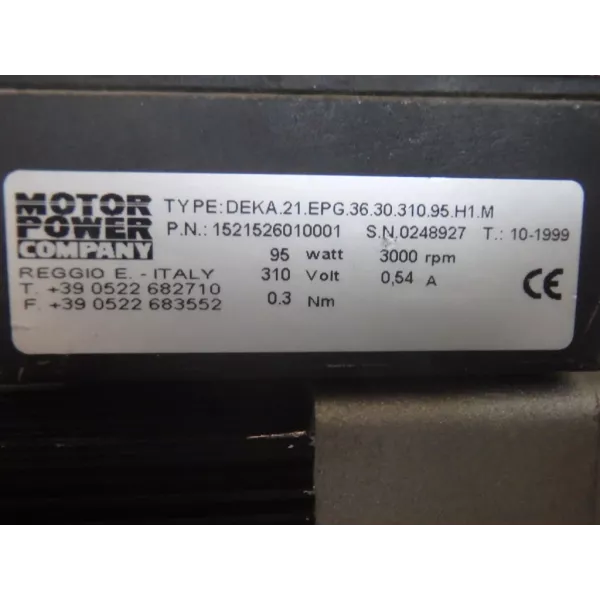 MOTOR
POWER
COMPANY
REGGIO E. - ITALY
T. +39 0522 682710
F. +39 0522 683552
TYPE:DEKA.21.EPG.36.30.310.95.H1.M
P.N.: 1521526010001 S.N.0248927 T.: 10-1999
95 watt 3000 rpm
310 Volt 0,54 A
0.3 Nm
CE